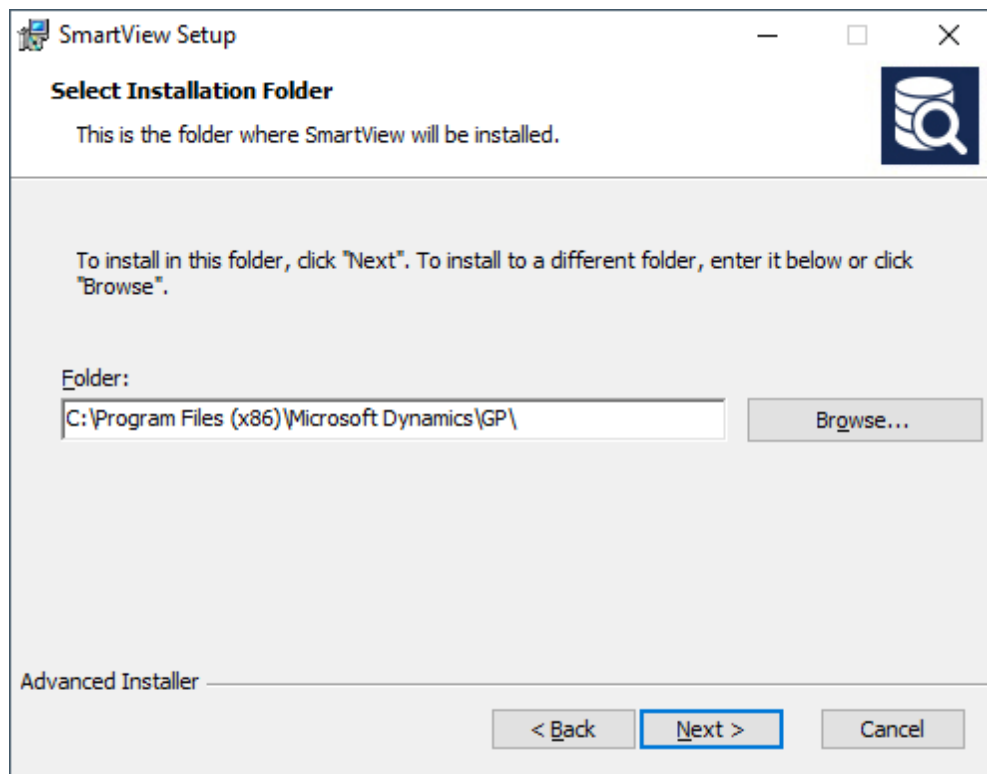 SmartView Setup
Select Installation Folder
This is the folder where SmartView will be installed.
To install in this folder, click "Next". To install to a different folder, enter it below or click
"Browse".
Folder:
C:\Program Files (x86)\Microsoft Dynamics\GP\
Browse...
Advanced Installer
< Back
Next >
Cancel